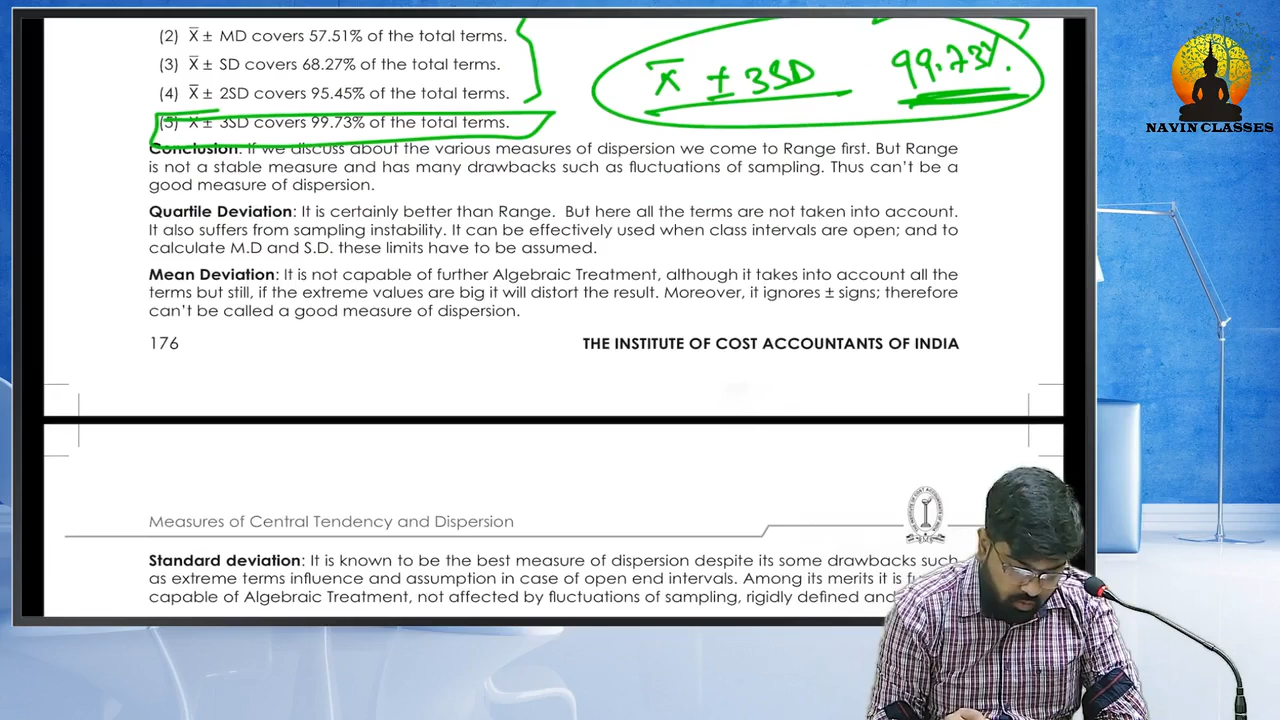 (2) X̄ ± MD covers 57.51% of the total terms.
(3) X̄ ± SD covers 68.27% of the total terms.
(4) X̄ ± 2SD covers 95.45% of the total terms.
(5) X̄ ± 3SD covers 99.73% of the total terms.
X̄ ± 3SD 99.73%.
Conclusion: If we discuss about the various measures of dispersion we come to Range first. But Range
is not a stable measure and has many drawbacks such as fluctuations of sampling. Thus can't be a
good measure of dispersion.
Quartile Deviation: It is certainly better than Range. But here all the terms are not taken into account.
It also suffers from sampling instability. It can be effectively used when class intervals are open; and to
calculate M.D and S.D. these limits have to be assumed.
Mean Deviation: It is not capable of further Algebraic Treatment, although it takes into account all the
terms but still, if the extreme values are big it will distort the result. Moreover, it ignores ± signs; therefore
can't be called a good measure of dispersion.
176 THE INSTITUTE OF COST ACCOUNTANTS OF INDIA
Measures of Central Tendency and Dispersion
Standard deviation: It is known to be the best measure of dispersion despite its some drawbacks such
as extreme terms influence and assumption in case of open end intervals. Among its merits it is
capable of Algebraic Treatment, not affected by fluctuations of sampling, rigidly defined and
NAVIN CLASSES